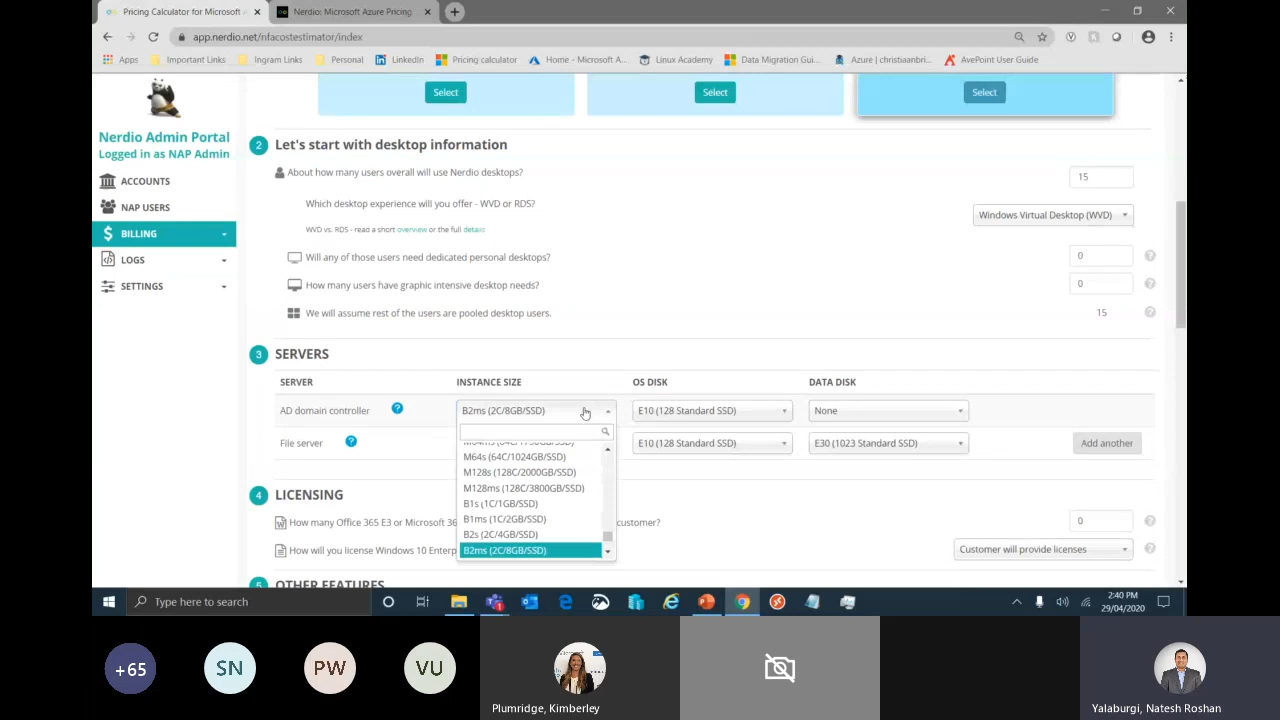 Pricing Calculator for Microsoft A
Nerdio: Microsoft Azure Pricing
app.nerdio.net/nfacostestimator/index
Apps
Important Links
Ingram Links
Personal
LinkedIn
Pricing calculator
Home - Microsoft A...
Linux Academy
Data Migration Gui...
Azure | christiaanbri...
AvePoint User Guide
Select
Select
Select
Nerdio Admin Portal
Logged in as NAP Admin
ACCOUNTS
NAP USERS
$ BILLING
LOGS
SETTINGS
2 Let's start with desktop information
About how many users overall will use Nerdio desktops?
15
Which desktop experience will you offer - WVD or RDS?
Windows Virtual Desktop (WVD)
WVD vs. RDS - read a short overview or the full details
Will any of those users need dedicated personal desktops?
0 ?
How many users have graphic intensive desktop needs?
0 ?
We will assume rest of the users are pooled desktop users.
15 ?
3 SERVERS
SERVER INSTANCE SIZE OS DISK DATA DISK
AD domain controller ? B2ms (2C/8GB/SSD) E10 (128 Standard SSD) None
File server ? E10 (128 Standard SSD) E30 (1023 Standard SSD) Add another
M64s (64C/1024GB/SSD)
M128s (128C/2000GB/SSD)
M128ms (128C/3800GB/SSD)
B1s (1C/1GB/SSD)
B1ms (1C/2GB/SSD)
B2s (2C/4GB/SSD)
B2ms (2C/8GB/SSD)
4 LICENSING
How many Office 365 E3 or Microsoft 36 customer?
0 ?
How will you license Windows 10 Enterp
Customer will provide licenses ?
5 OTHER FEATURES
Type here to search
2:40 PM
29/04/2020
+65
SN
PW
VU
Plumridge, Kimberley
Yalaburgi, Natesh Roshan